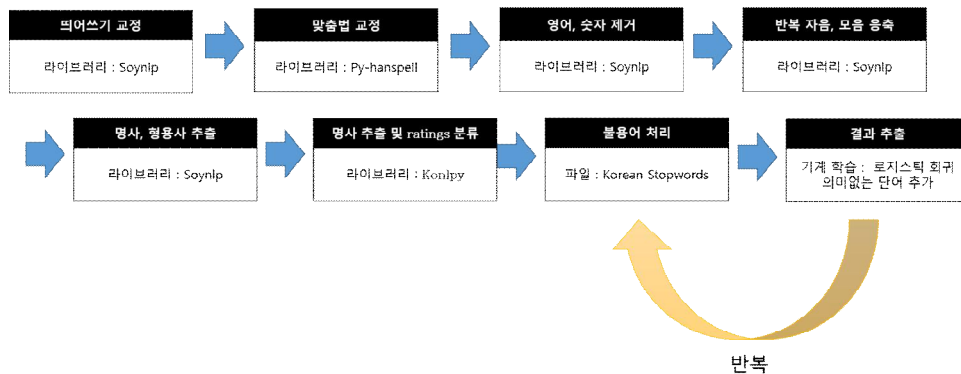 띄어쓰기 교정
라이브러리 : Soynlp
맞춤법 교정
라이브러리 : Py-hanspell
영어, 숫자 제거
라이브러리 : Soynlp
반복 자음, 모음 응축
라이브러리 : Soynlp
명사, 형용사 추출
라이브러리 : Soynlp
명사 추출 및 ratings 분류
라이브러리 : Konlpy
불용어 처리
파일 : Korean Stopwords
결과 추출
기계 학습 : 로지스틱 회귀
의미없는 단어 추가
반복